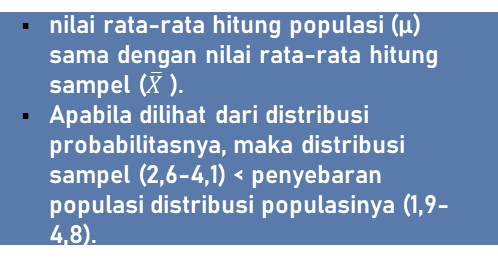 ▪ nilai rata-rata hitung populasi (μ)
sama dengan nilai rata-rata hitung
sampel (X̅ ).
▪ Apabila dilihat dari distribusi
probabilitasnya, maka distribusi
sampel (2,6-4,1) < penyebaran
populasi distribusi populasinya (1,9-
4,8).